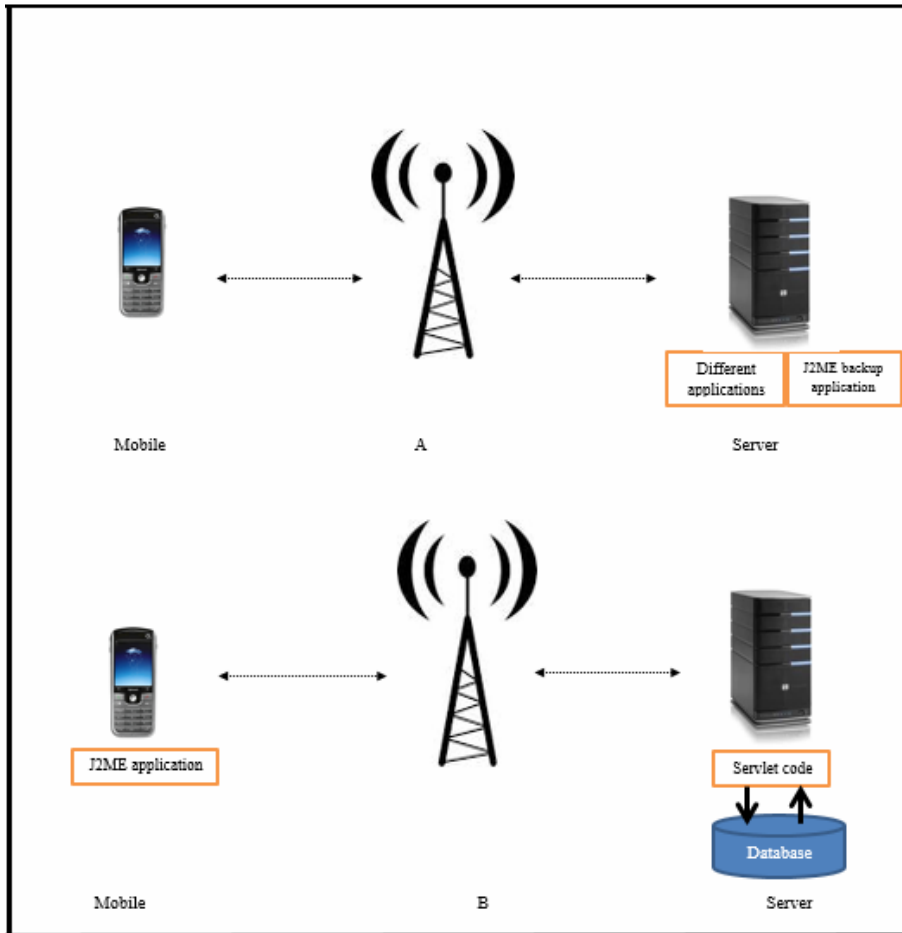 Different
applications
J2ME backup
application
Mobile
A
Server
J2ME application
Servlet code
Database
Mobile
B
Server